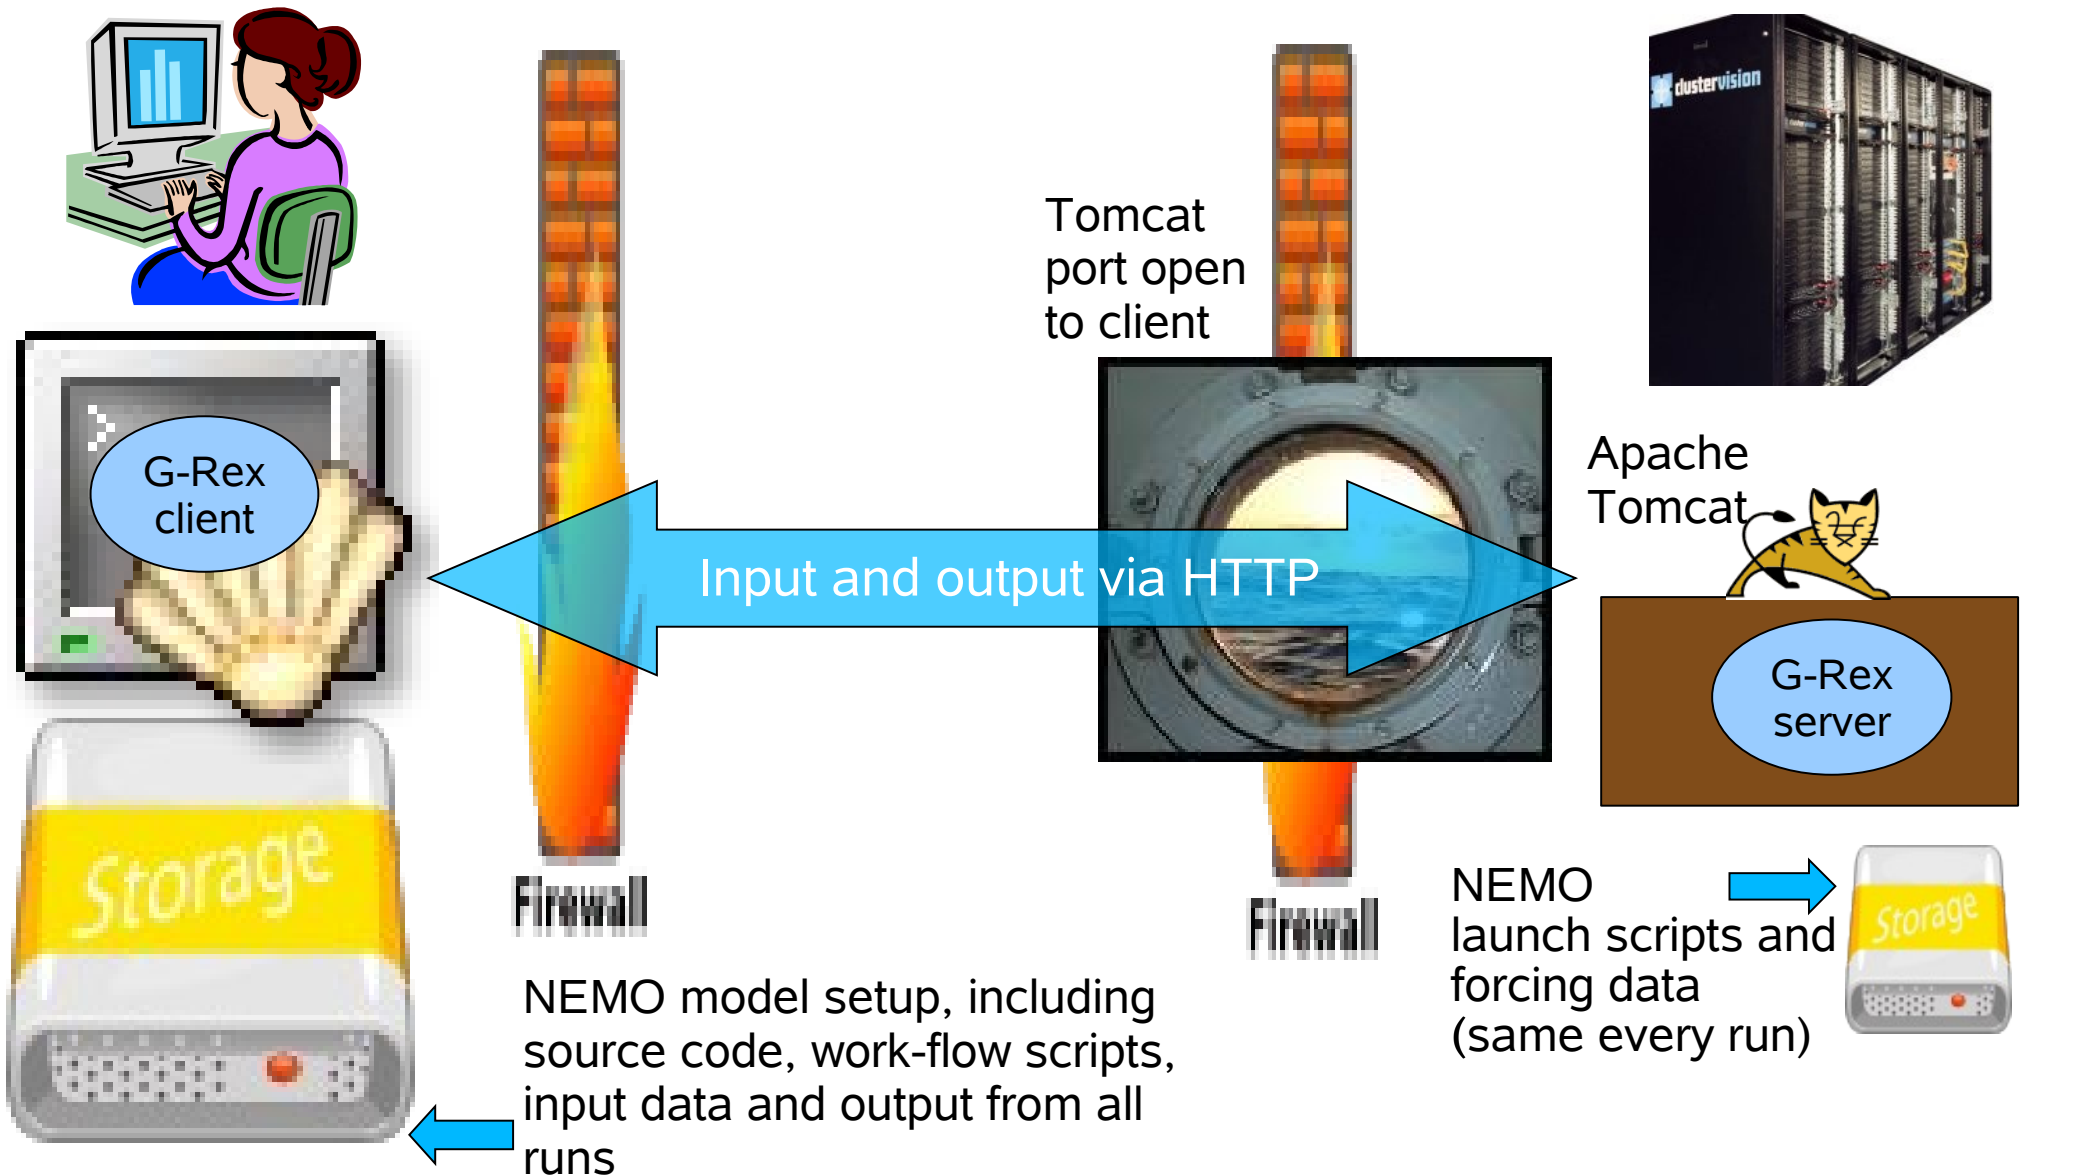 clustervision
Tomcat
port open
to client
G-Rex
client
Apache
Tomcat
Input and output via HTTP
G-Rex
server
Storage
Firewall
Firewall
NEMO
launch scripts and
forcing data
(same every run)
Storage
NEMO model setup, including
source code, work-flow scripts,
input data and output from all
runs